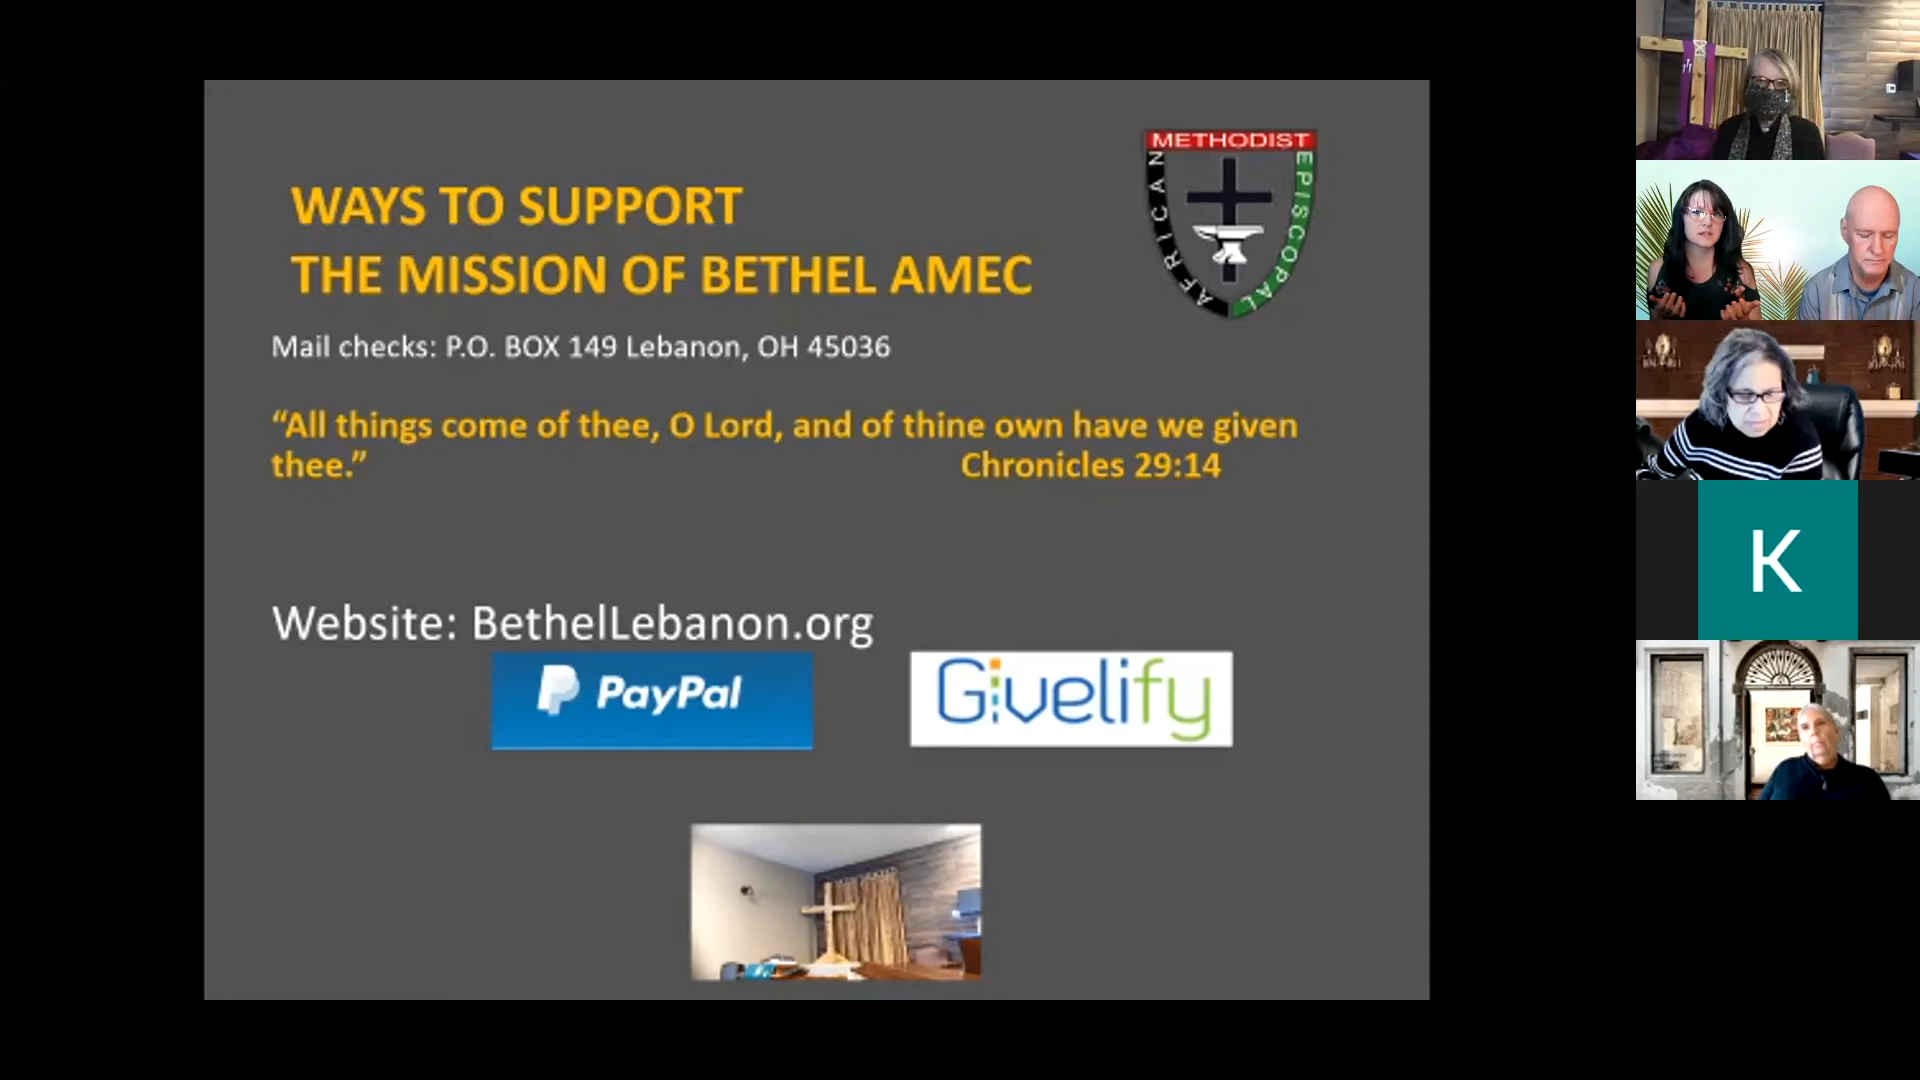 METHODIST
AFRICAN
EPISCOPAL
WAYS TO SUPPORT
THE MISSION OF BETHEL AMEC
Mail checks: P.O. BOX 149 Lebanon, OH 45036
“All things come of thee, O Lord, and of thine own have we given
thee.” Chronicles 29:14
Website: BethelLebanon.org
PayPal
Givelify
K